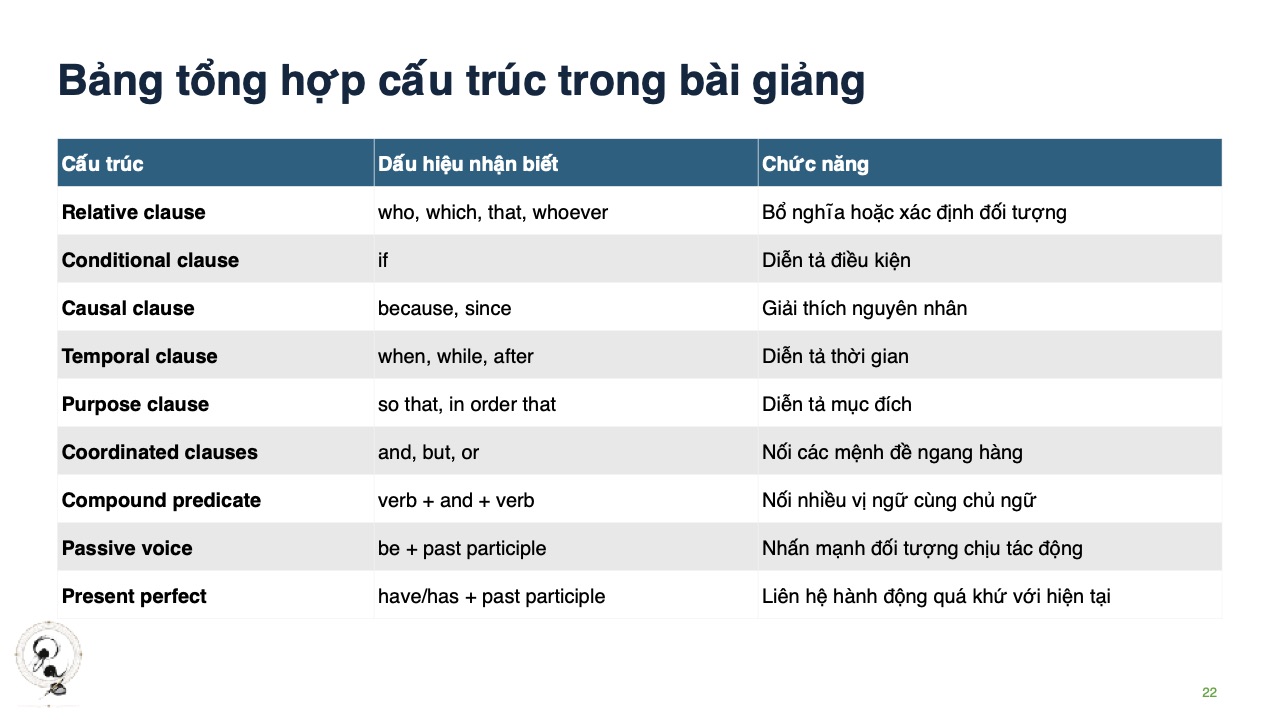 Bảng tổng hợp cấu trúc trong bài giảng
Cấu trúc Dấu hiệu nhận biết Chức năng
Relative clause who, which, that, whoever Bổ nghĩa hoặc xác định đối tượng
Conditional clause if Diễn tả điều kiện
Causal clause because, since Giải thích nguyên nhân
Temporal clause when, while, after Diễn tả thời gian
Purpose clause so that, in order that Diễn tả mục đích
Coordinated clauses and, but, or Nối các mệnh đề ngang hàng
Compound predicate verb + and + verb Nối nhiều vị ngữ cùng chủ ngữ
Passive voice be + past participle Nhấn mạnh đối tượng chịu tác động
Present perfect have/has + past participle Liên hệ hành động quá khứ với hiện tại
22